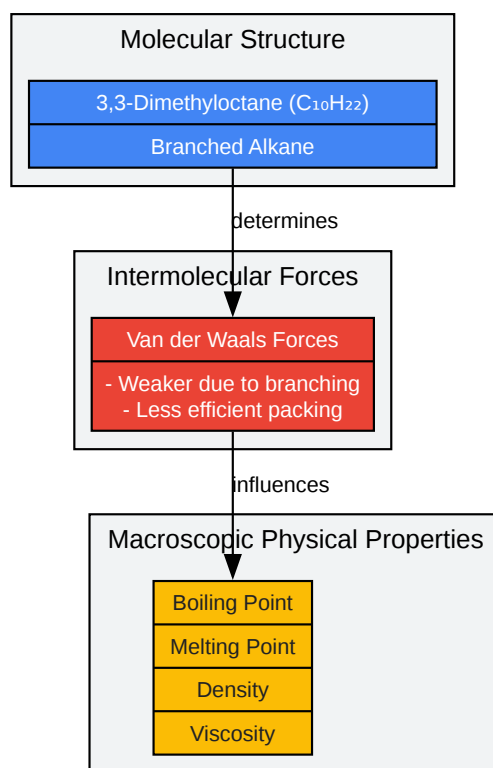 Molecular Structure
3,3-Dimethyloctane (C₁₀H₂₂)
Branched Alkane
determines
Intermolecular Forces
Van der Waals Forces
- Weaker due to branching
- Less efficient packing
influences
Macroscopic Physical Properties
Boiling Point
Melting Point
Density
Viscosity